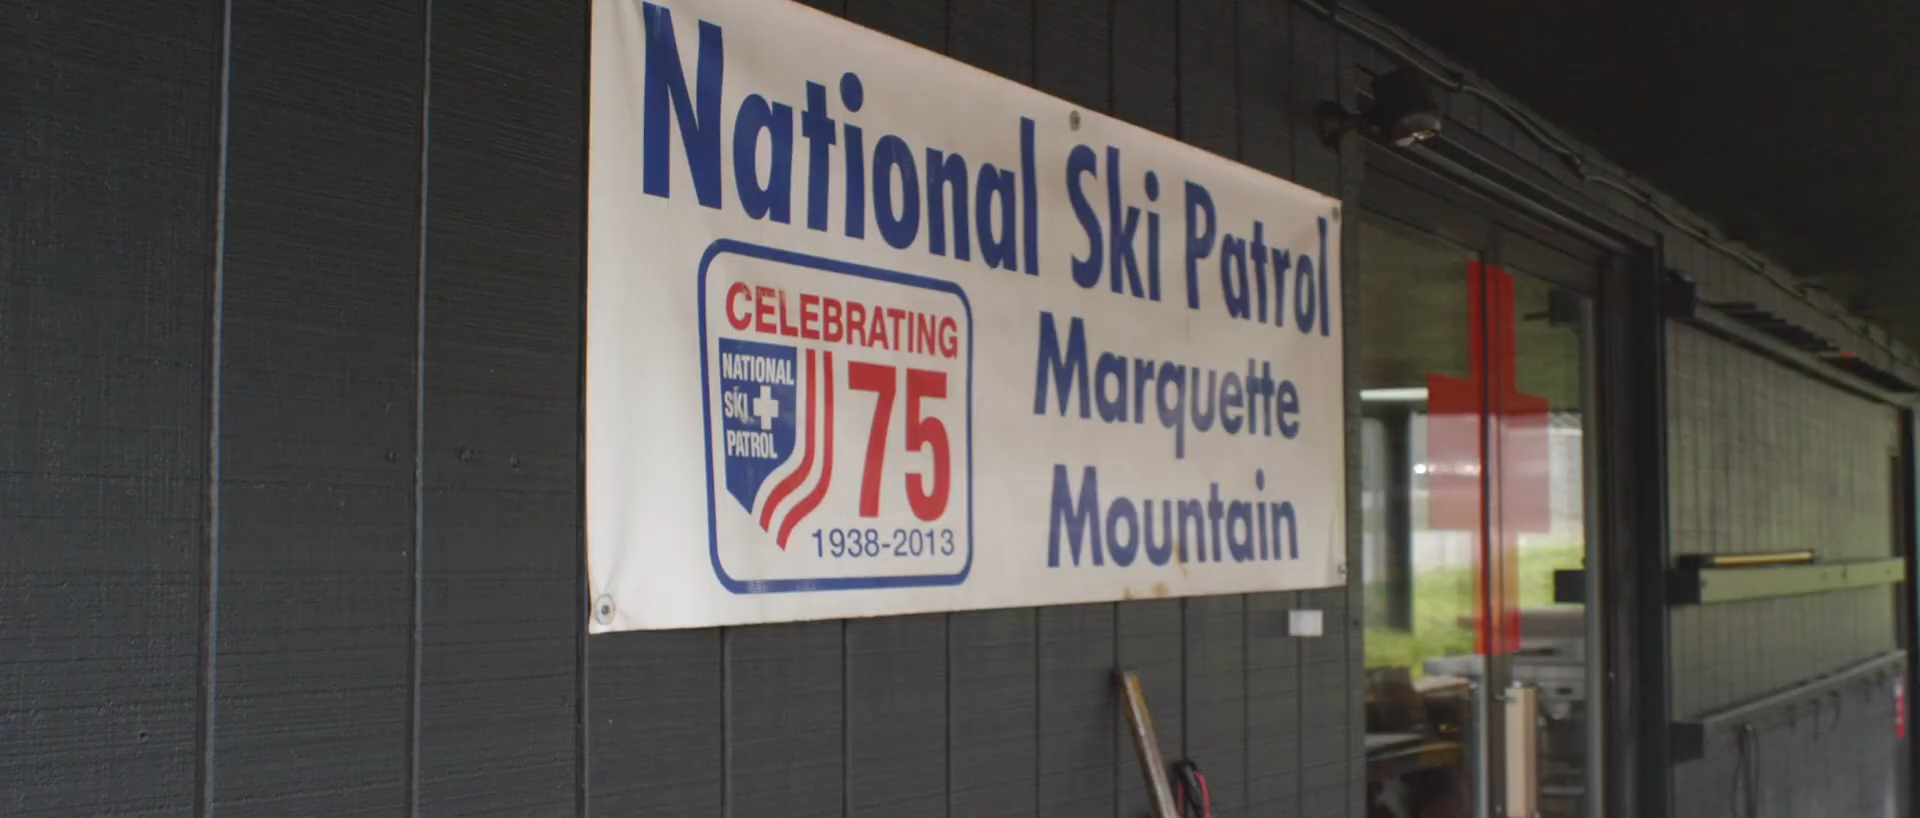 National Ski Patrol
CELEBRATING
NATIONAL
SKI
PATROL
75
1938-2013
Marquette
Mountain